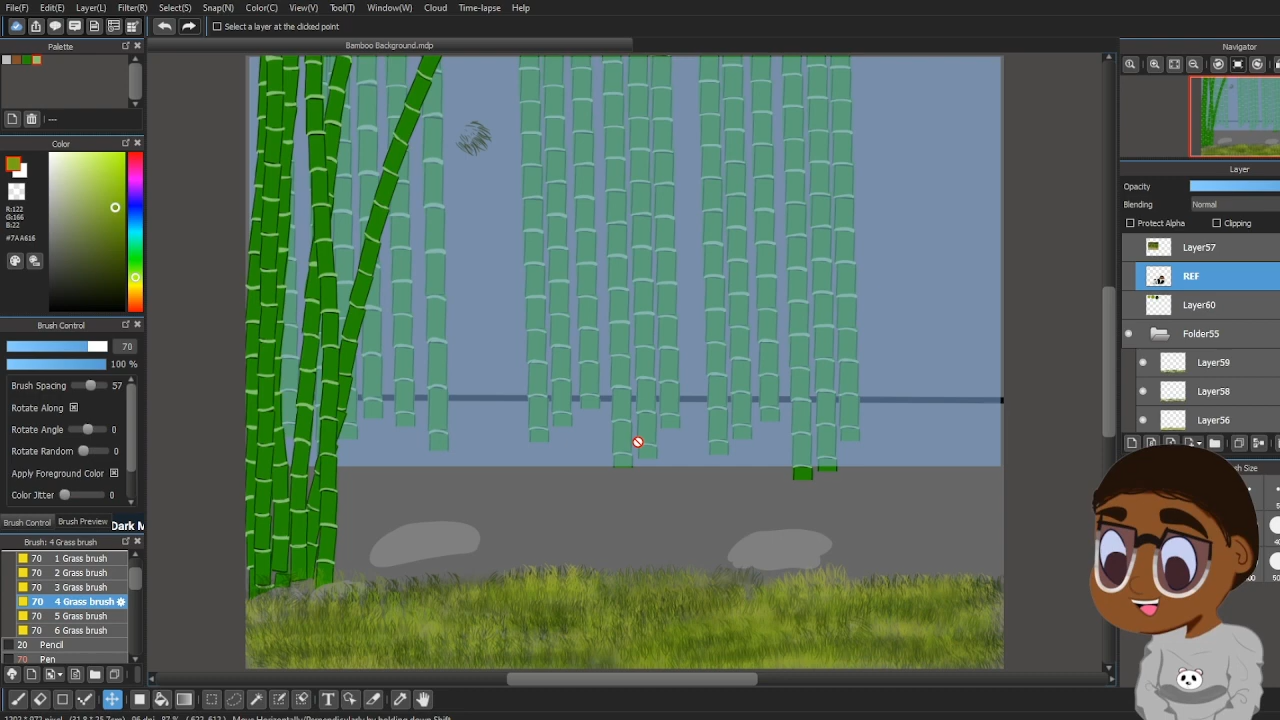 File(F) Edit(E) Layer(L) Filter(R) Select(S) Snap(N) Color(C) View(V) Tool(T) Window(W) Cloud Time-lapse Help
Select a layer at the clicked point
Palette
Bamboo Background.mdp
Navigator
---
Color
Layer
Opacity
Blending Normal
R:122
G:166
B:22
#7AA616
Protect Alpha Clipping
Layer57
REF
Layer60
Brush Control
Folder55
70
100 %
Layer59
Brush Spacing 57
Rotate Along
Layer58
Rotate Angle 0
Layer56
Rotate Random 0
Apply Foreground Color
Color Jitter 0
Brush Control Brush Preview Dark M
Brush Size
Brush: 4 Grass brush
70 1 Grass brush
70 2 Grass brush
70 3 Grass brush
70 4 Grass brush
70 5 Grass brush
70 6 Grass brush
20 Pencil
70 Pen